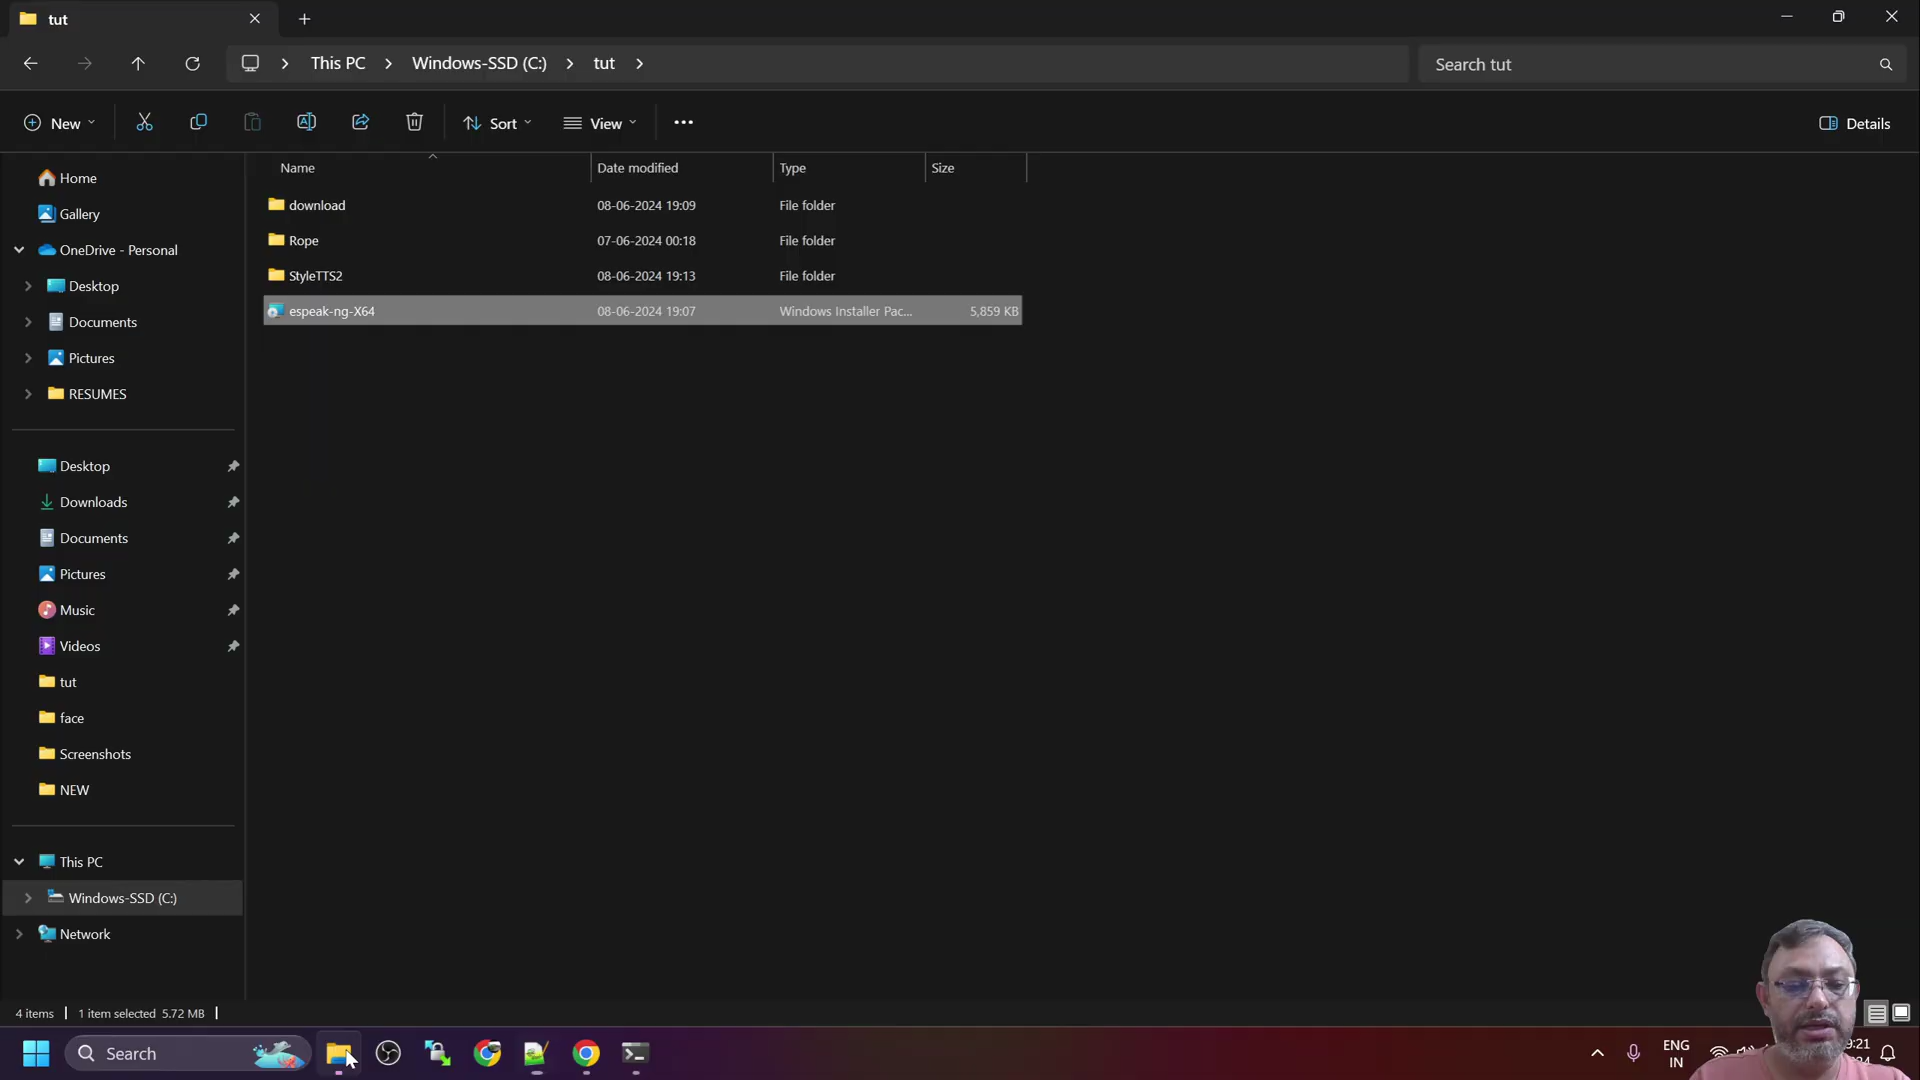 tut
This PC
Windows-SSD (C:)
tut
Search tut
New
Sort
View
Details
Name
Date modified
Type
Size
download
08-06-2024 19:09
File folder
Rope
07-06-2024 00:18
File folder
StyleTTS2
08-06-2024 19:13
File folder
espeak-ng-X64
08-06-2024 19:07
Windows Installer Pac...
5,859 KB
Home
Gallery
OneDrive - Personal
Desktop
Documents
Pictures
RESUMES
Desktop
Downloads
Documents
Pictures
Music
Videos
tut
face
Screenshots
NEW
This PC
Windows-SSD (C:)
Network
4 items
1 item selected 5.72 MB
Search
ENG
IN